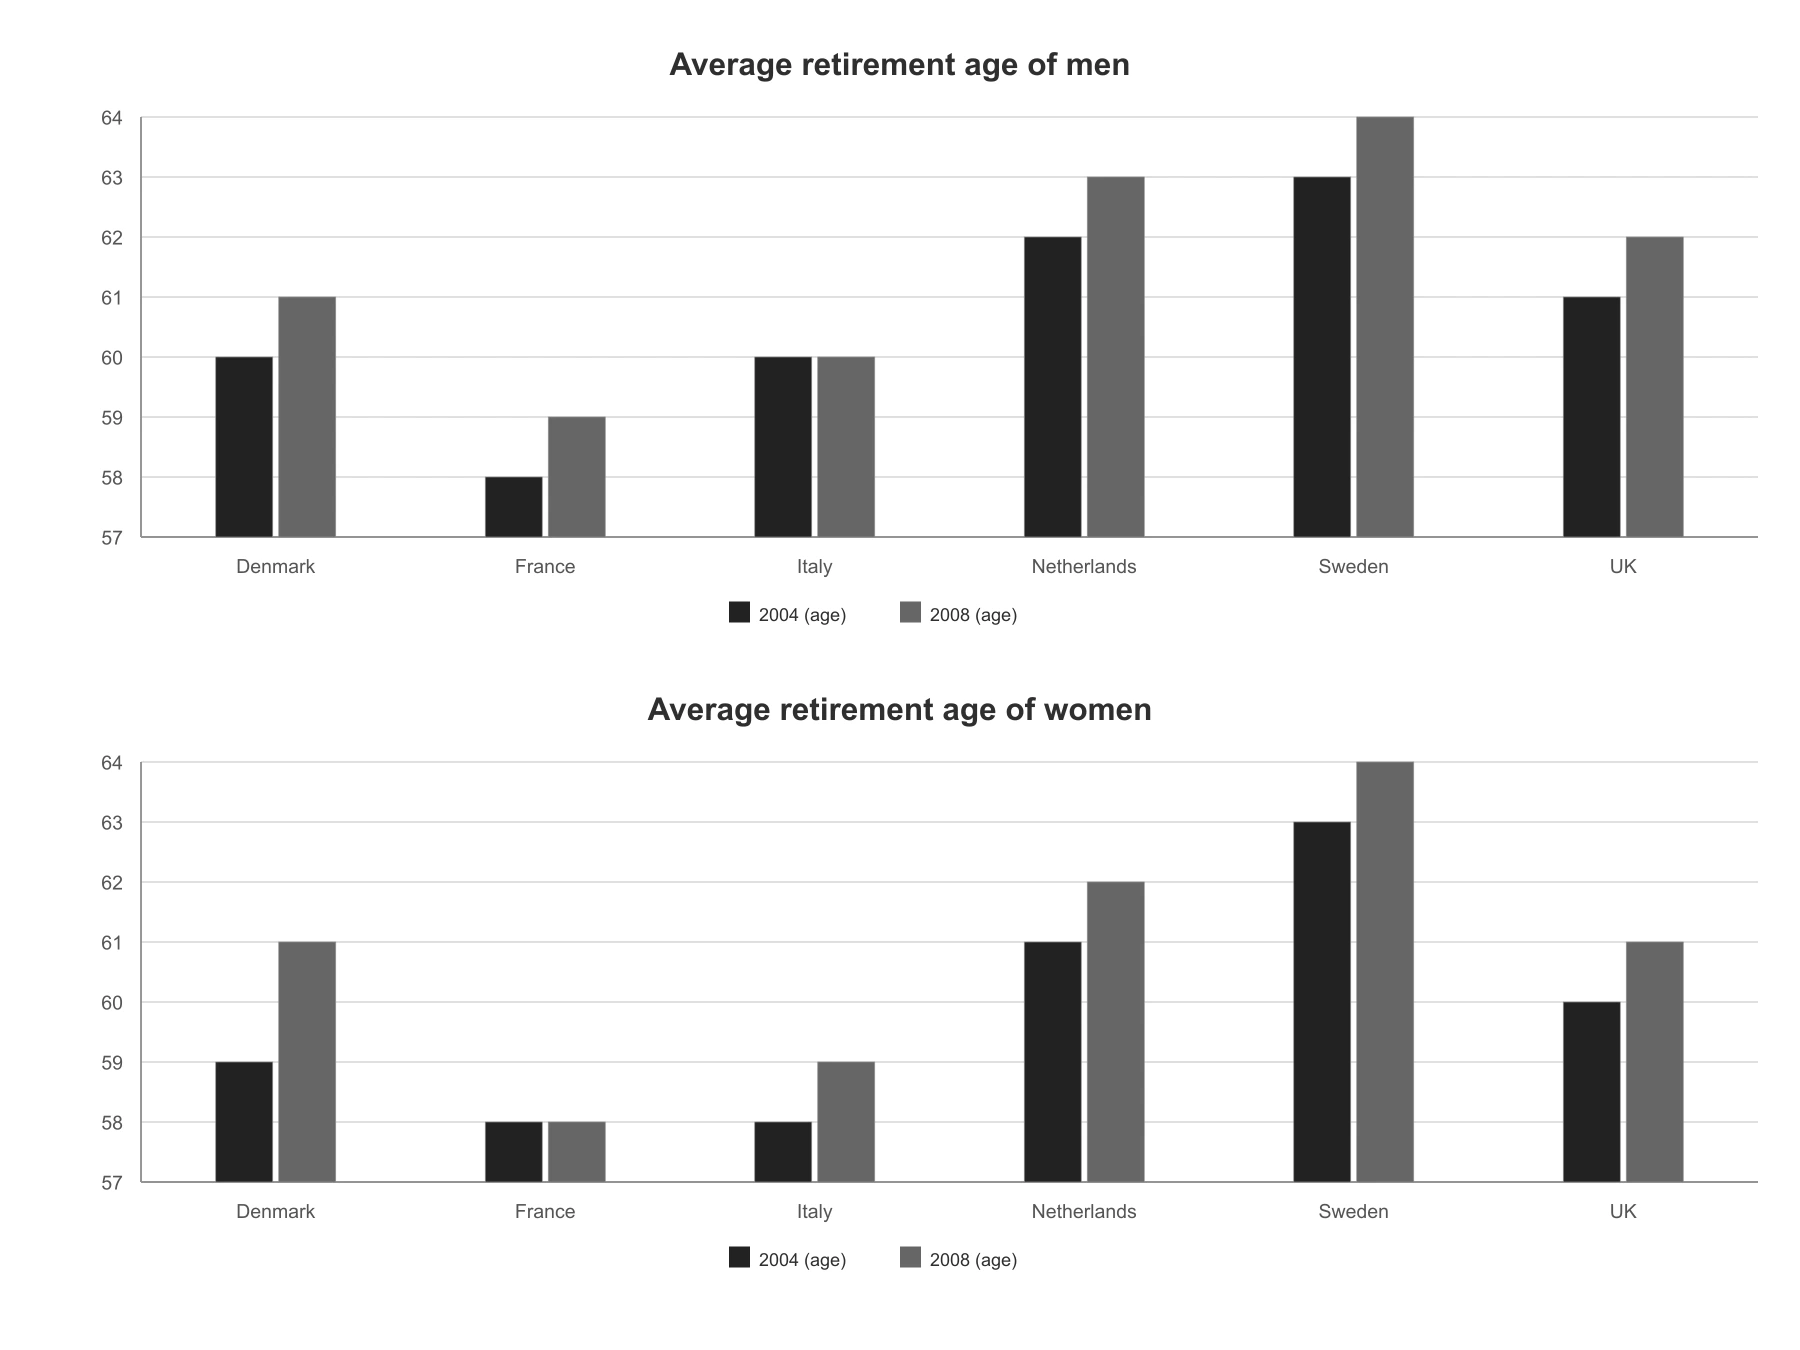 Average retirement age of men
64
63
62
61
60
59
58
57
Denmark France Italy Netherlands Sweden UK
2004 (age) 2008 (age)
Average retirement age of women
64
63
62
61
60
59
58
57
Denmark France Italy Netherlands Sweden UK
2004 (age) 2008 (age)